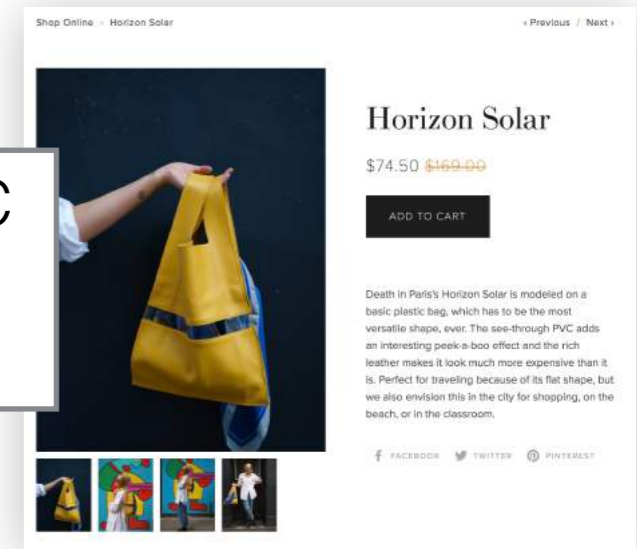 Shop Online › Horizon Solar
‹ Previous / Next ›
Horizon Solar
$74.50 $169.00
ADD TO CART
C
Death in Paris's Horizon Solar is modeled on a
basic plastic bag, which has to be the most
versatile shape, ever. The see-through PVC adds
an interesting peek-a-boo effect and the rich
leather makes it look much more expensive than it
is. Perfect for traveling because of its flat shape, but
we also envision this in the city for shopping, on the
beach, or in the classroom.
FACEBOOK TWITTER PINTEREST